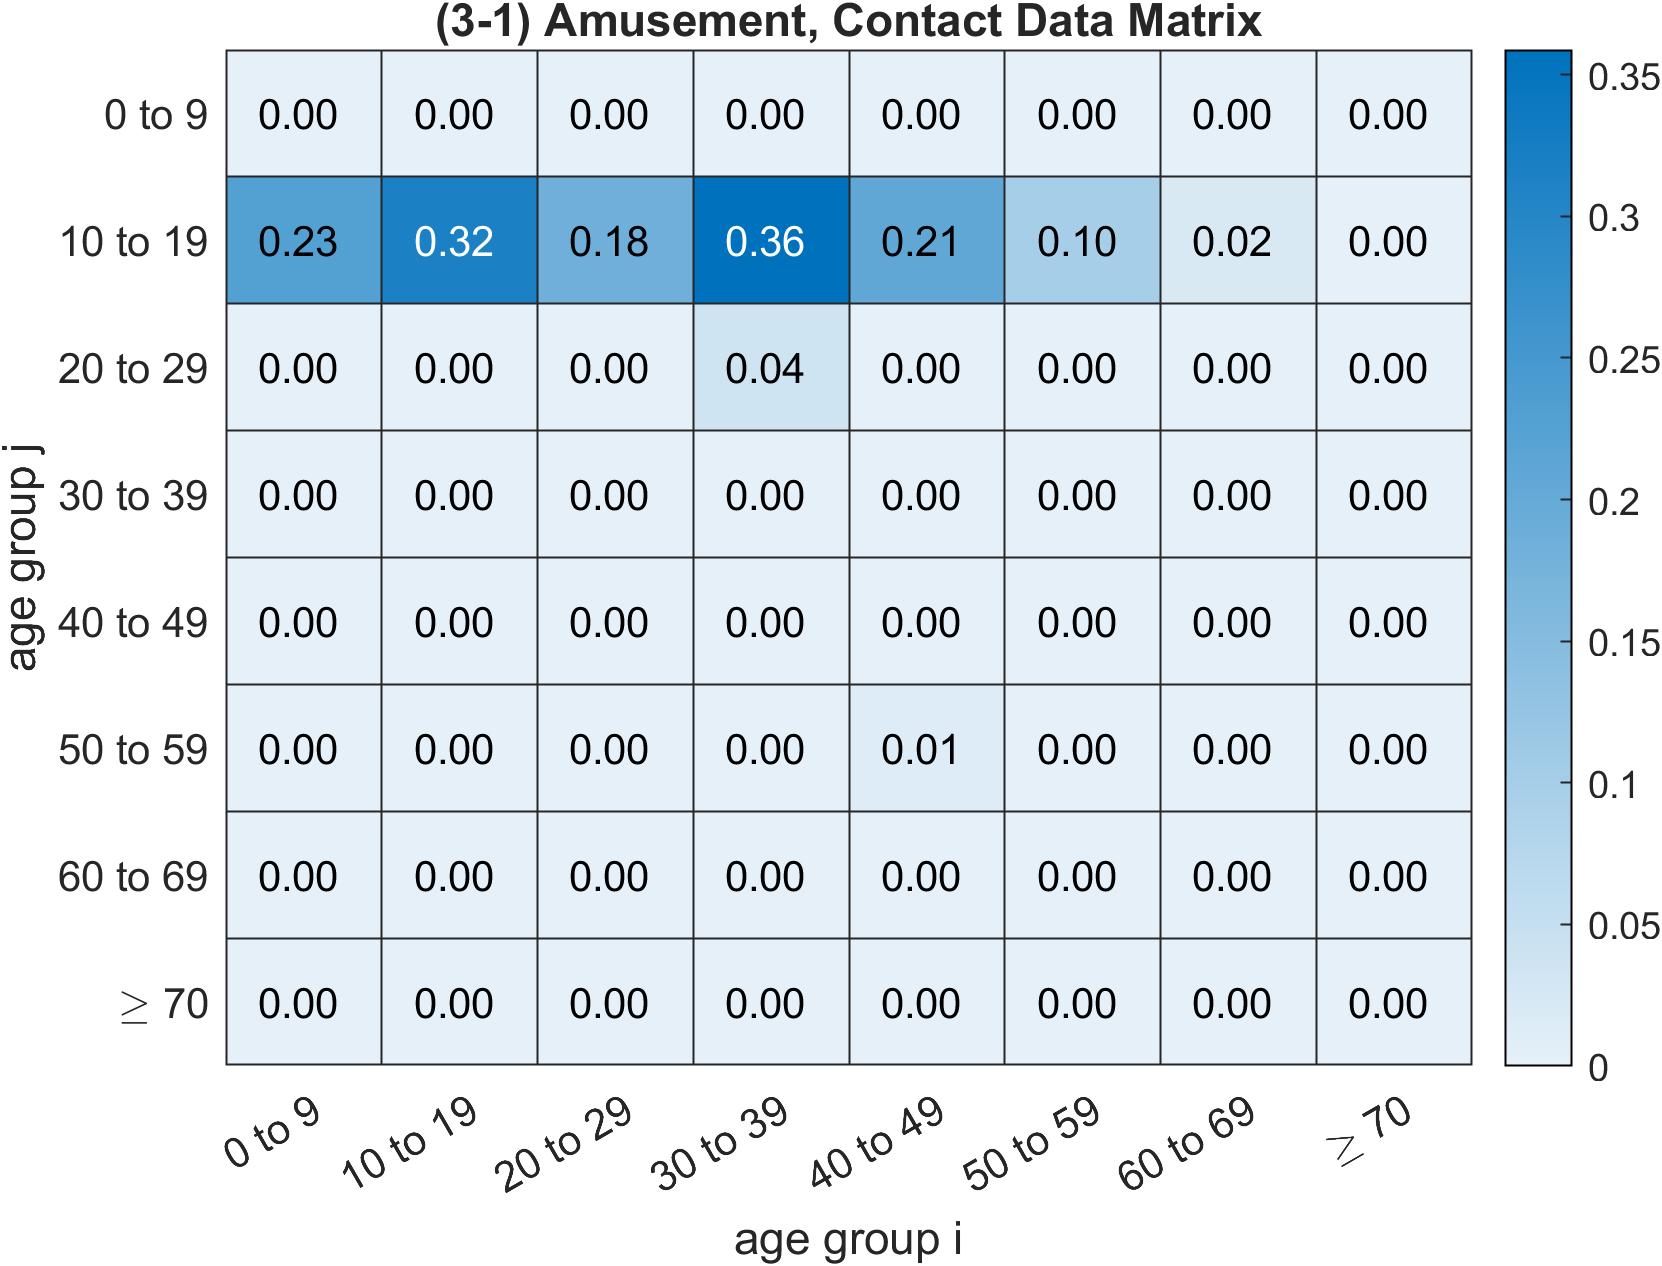 (3-1) Amusement, Contact Data Matrix
0 to 9 0.00 0.00 0.00 0.00 0.00 0.00 0.00 0.00
10 to 19 0.23 0.32 0.18 0.36 0.21 0.10 0.02 0.00
20 to 29 0.00 0.00 0.00 0.04 0.00 0.00 0.00 0.00
30 to 39 0.00 0.00 0.00 0.00 0.00 0.00 0.00 0.00
40 to 49 0.00 0.00 0.00 0.00 0.00 0.00 0.00 0.00
50 to 59 0.00 0.00 0.00 0.00 0.01 0.00 0.00 0.00
60 to 69 0.00 0.00 0.00 0.00 0.00 0.00 0.00 0.00
≥ 70 0.00 0.00 0.00 0.00 0.00 0.00 0.00 0.00
0 to 9 10 to 19 20 to 29 30 to 39 40 to 49 50 to 59 60 to 69 ≥ 70
age group i
age group j
0.35
0.3
0.25
0.2
0.15
0.1
0.05
0